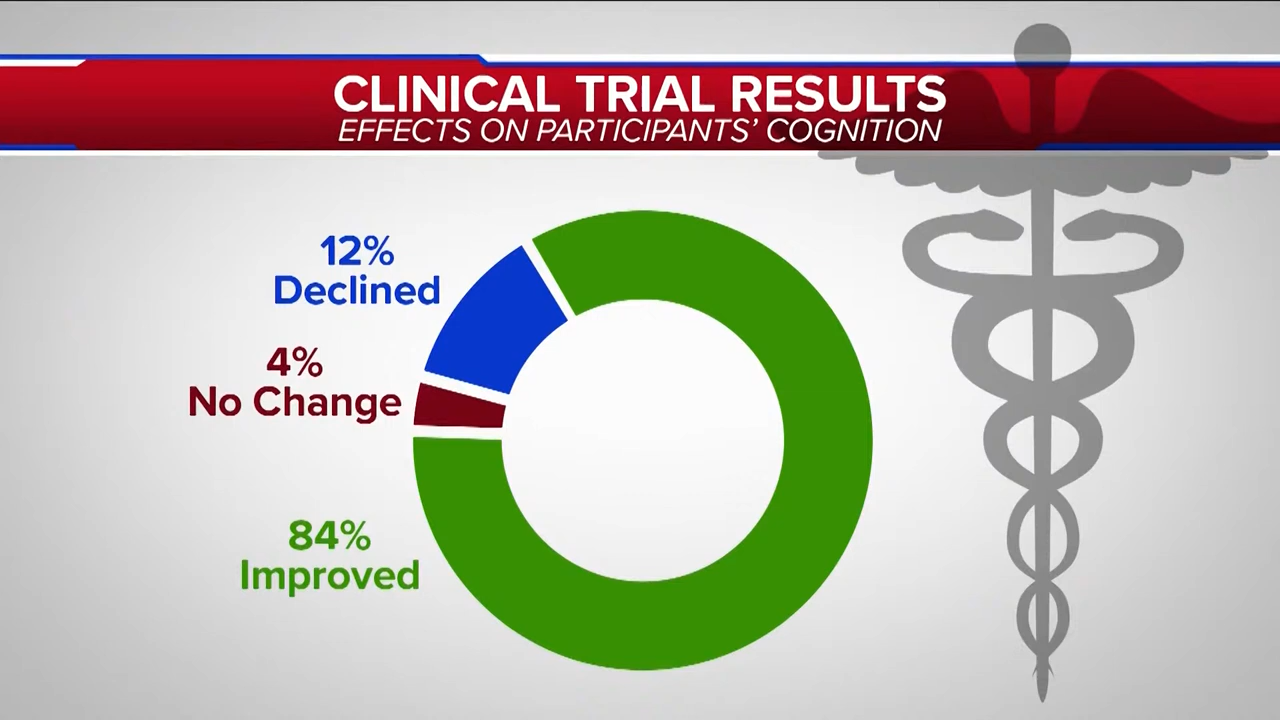 CLINICAL TRIAL RESULTS
EFFECTS ON PARTICIPANTS’ COGNITION
12%
Declined
4%
No Change
84%
Improved